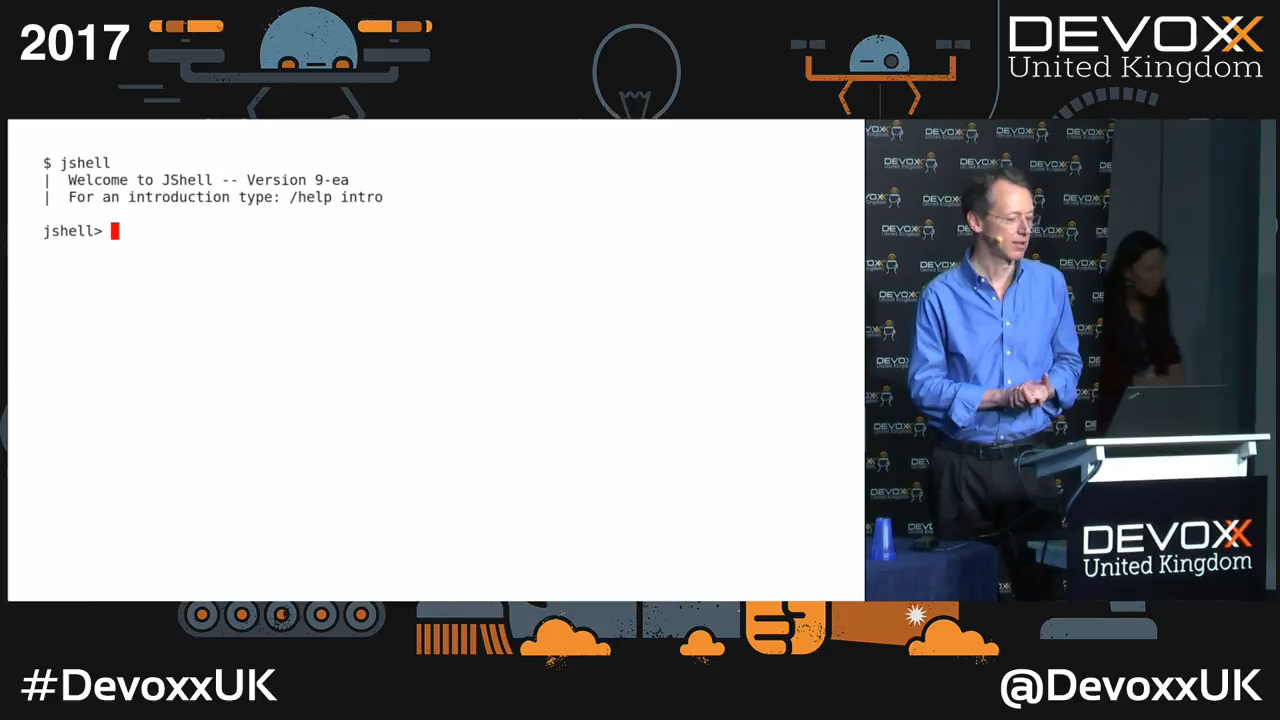 2017
DEVOXX
United Kingdom
$ jshell
| Welcome to JShell -- Version 9-ea
| For an introduction type: /help intro
jshell>
DEVOXX
United Kingdom
#DevoxxUK
@DevoxxUK